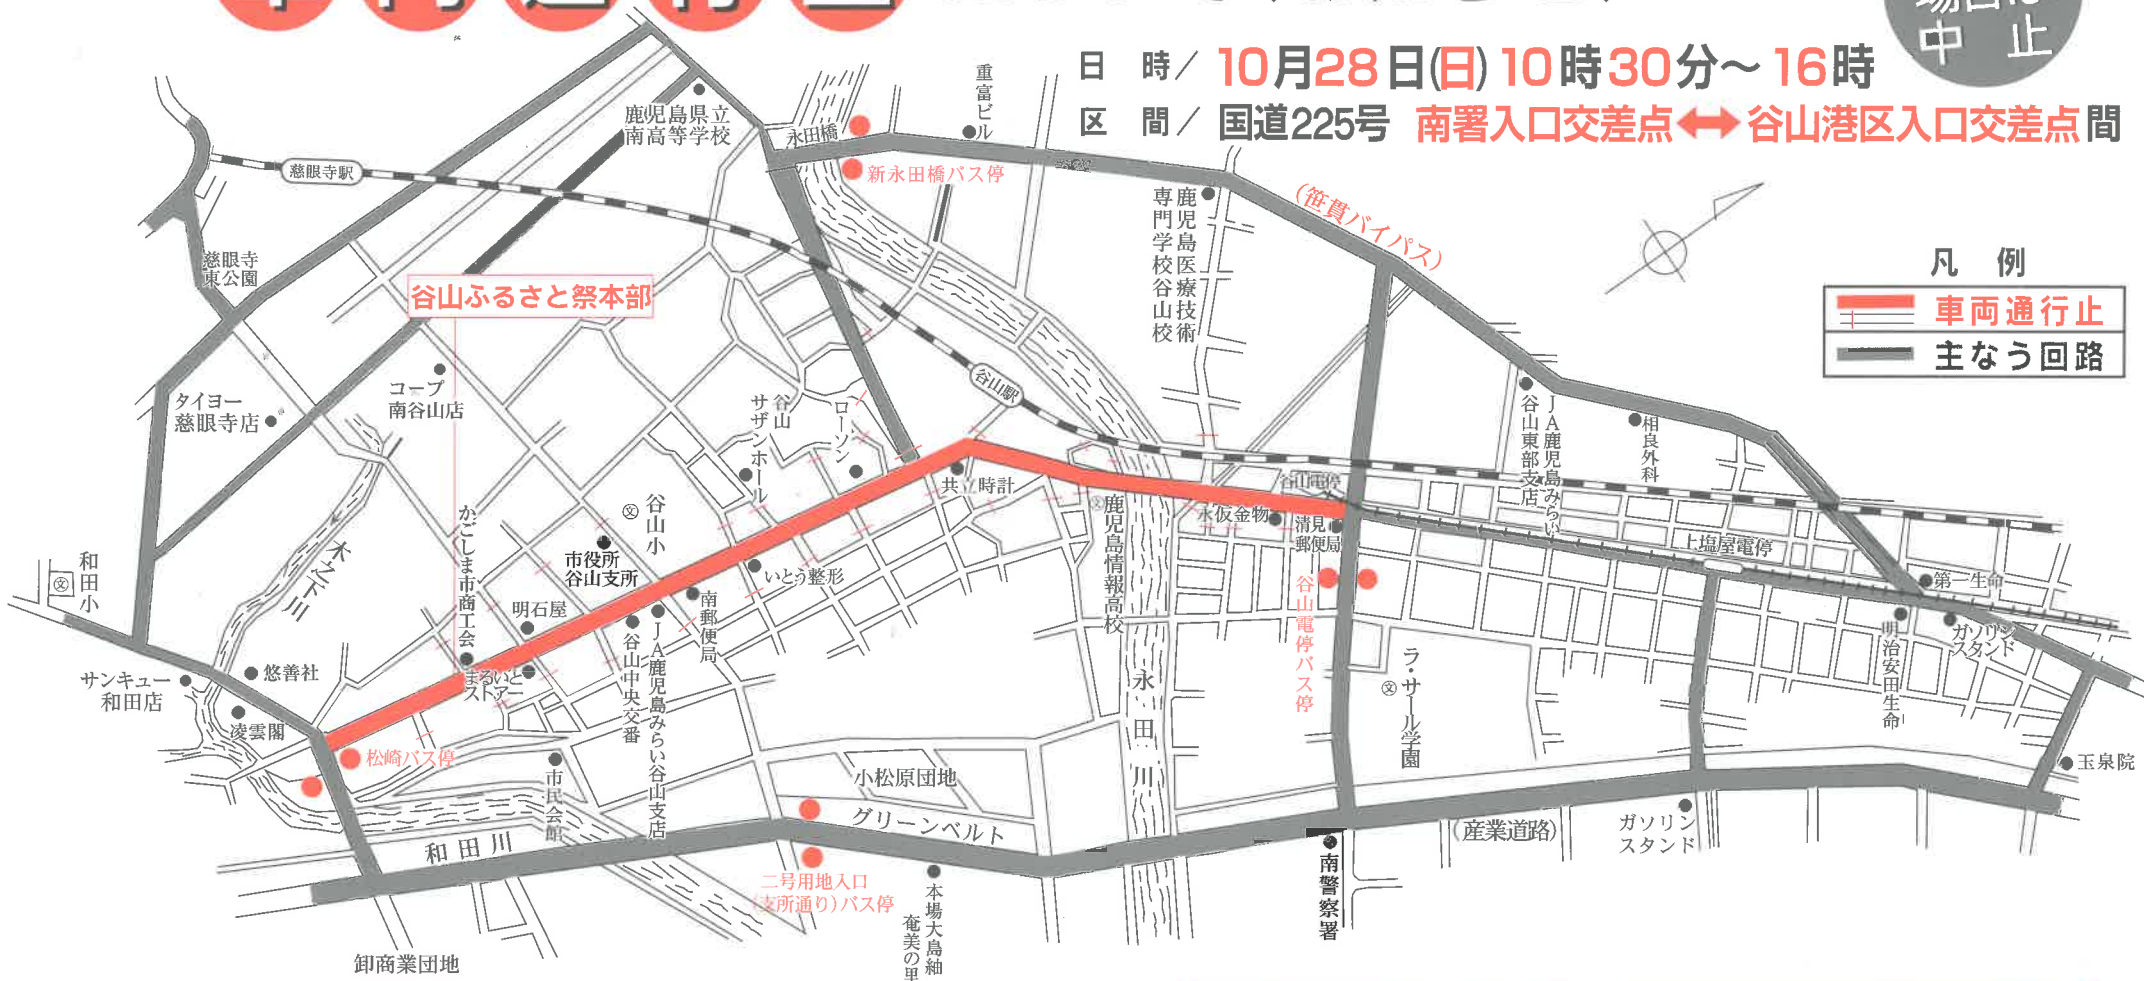 車両通行止
場合は
中止
日時／10月28日(日)10時30分〜16時
区間／国道225号 南署入口交差点↔谷山港区入口交差点間
凡例
車両通行止
主なう回路
重富ビル
鹿児島県立
南高等学校
永田橋
新永田橋バス停
慈眼寺駅
鹿児島医療技術
専門学校谷山校
(笹貫バイパス)
慈眼寺
東公園
谷山ふるさと祭本部
コープ
南谷山店
タイヨー
慈眼寺店
谷山
サザンホール
ローソン
谷山駅
JA鹿児島みらい
谷山東部支店
相良外科
共立時計
谷山電停
永仮金物
清見
郵便局
文
鹿児島情報高校
上塩屋電停
第一生命
ガソリン
スタンド
明治安田生命
文
谷山小
市役所
谷山支所
いとう整形
かごしま市商工会
明石屋
南郵便局
木之下川
和田小
文
悠善社
サンキュー
和田店
凌雲閣
まるいと
ストアー
谷山中央交番
JA鹿児島みらい谷山支店
谷山電停バス停
ラ・サール学園
文
永田川
松崎バス停
市民会館
小松原団地
グリーンベルト
和田川
玉泉院
(産業道路)
ガソリン
スタンド
南警察署
二号用地入口
(支所通り)バス停
本場大島紬
奄美の里
卸商業団地